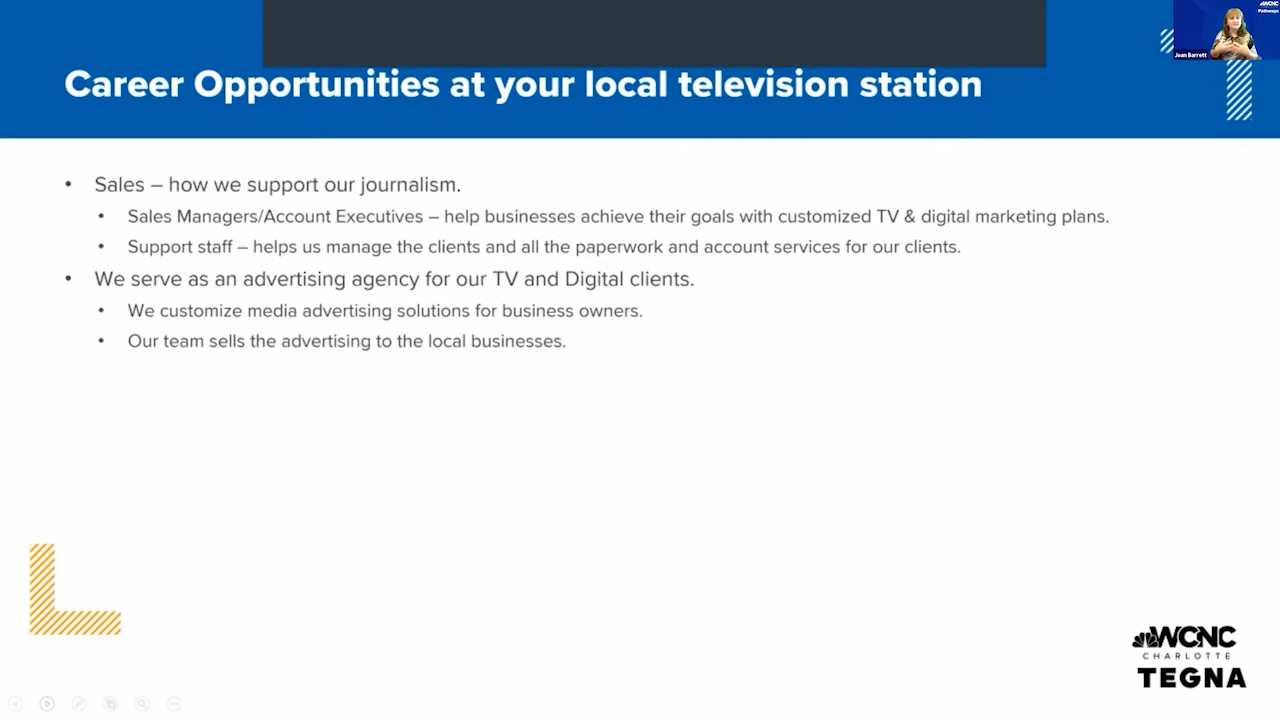 WCNC
Pathways
Joan Barrett
Career Opportunities at your local television station
• Sales – how we support our journalism.
• Sales Managers/Account Executives – help businesses achieve their goals with customized TV & digital marketing plans.
• Support staff – helps us manage the clients and all the paperwork and account services for our clients.
• We serve as an advertising agency for our TV and Digital clients.
• We customize media advertising solutions for business owners.
• Our team sells the advertising to the local businesses.
WCNC
CHARLOTTE
TEGNA